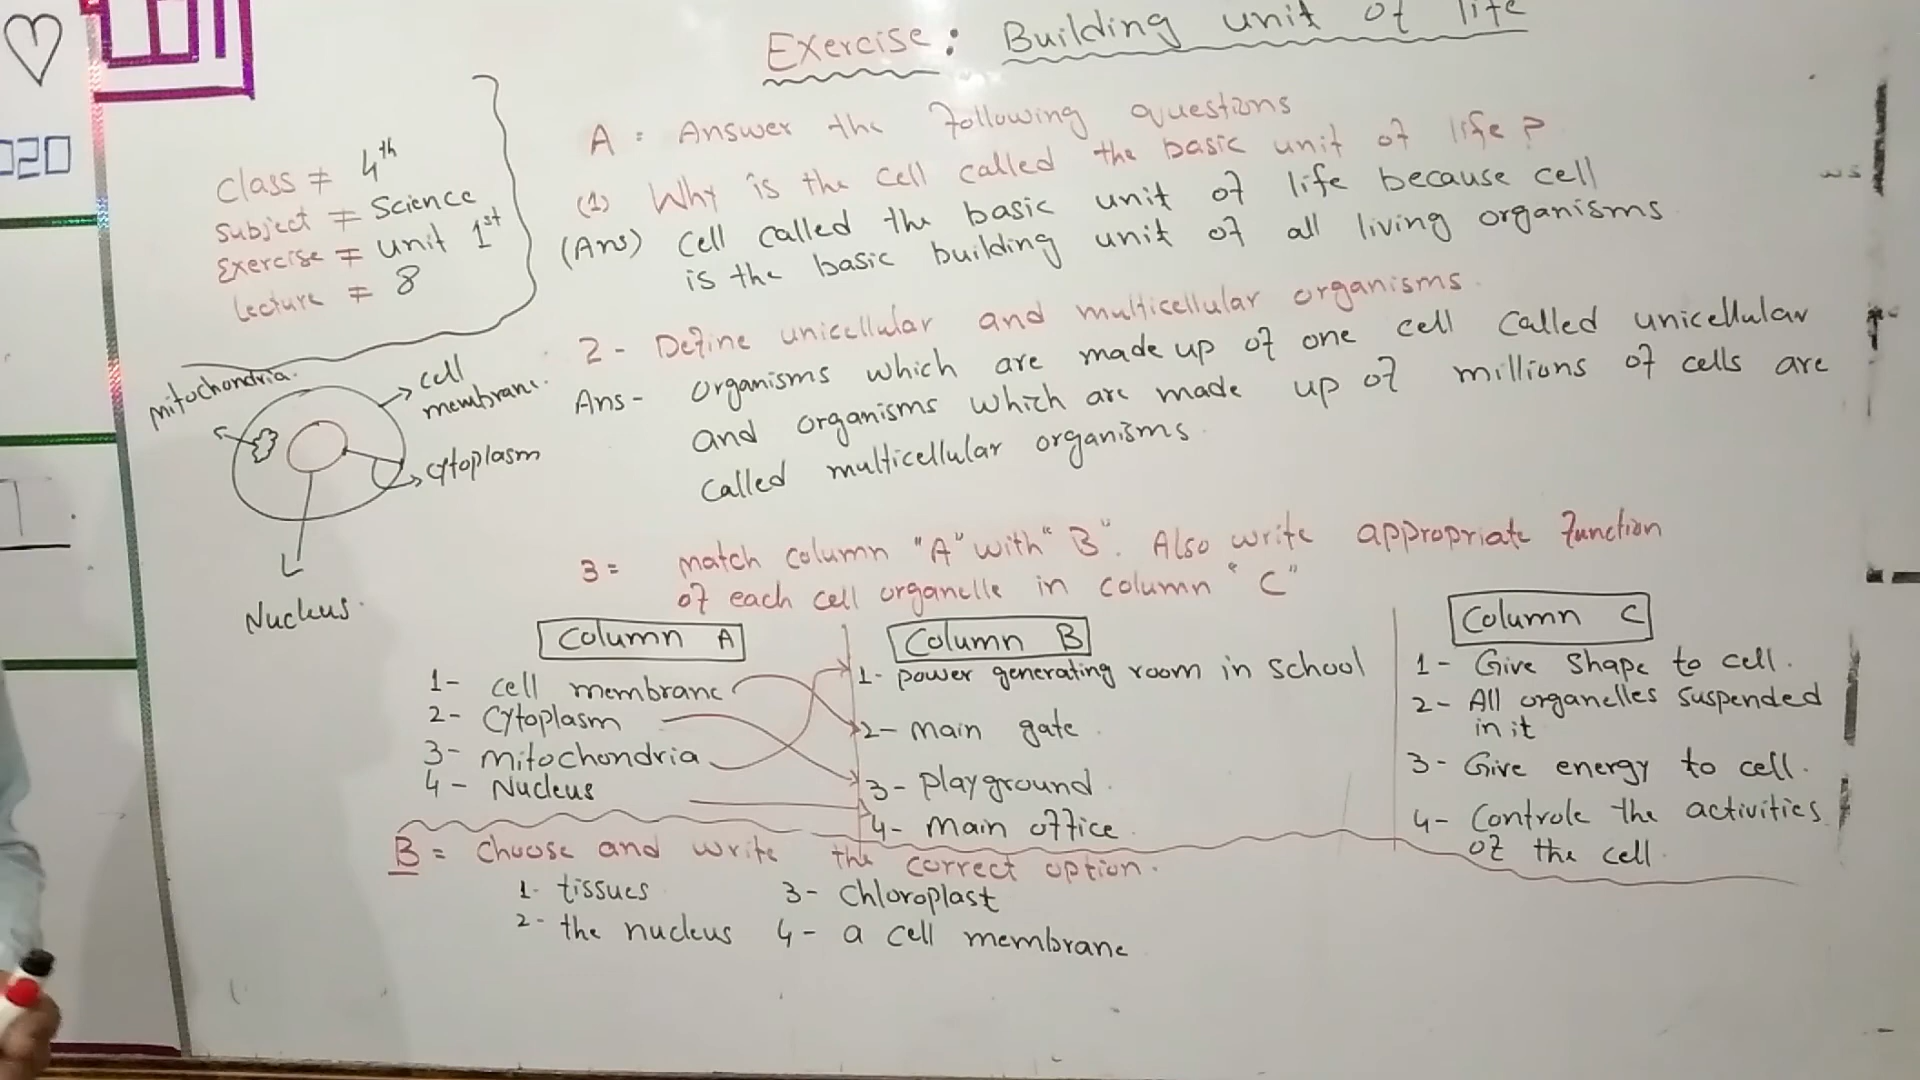 Exercise: Building unit of life
020
Class = 4th
Subject = Science
Exercise = unit 1st
Lecture = 8
A = Answer the following questions
(1) Why is the cell called the basic unit of life?
(Ans) Cell called the basic unit of life because cell
is the basic building unit of all living organisms
2 - Define unicellular and multicellular organisms.
Ans - Organisms which are made up of one cell called unicellular
and organisms which are made up of millions of cells are
called multicellular organisms.
mitochondria.
cell
membrane.
cytoplasm
Nucleus.
3 = match column "A" with "B". Also write appropriate function
of each cell organelle in column "C"
Column A
1- cell membrane
2- Cytoplasm
3- mitochondria
4- Nucleus
Column B
1- power generating room in school
2- main gate.
3- playground.
4- main office.
Column C
1- Give shape to cell.
2- All organelles suspended
in it
3- Give energy to cell.
4- Controle the activities
of the cell.
B = Choose and write the correct option.
1- tissues
2- the nucleus
3- Chloroplast
4- a cell membrane